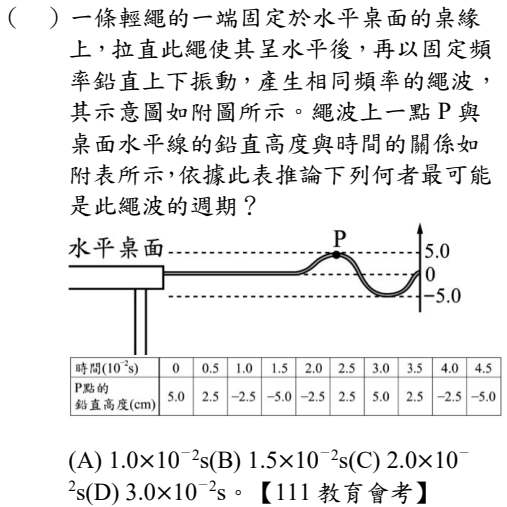 （　）一條輕繩的一端固定於水平桌面的桌緣
上，拉直此繩使其呈水平後，再以固定頻
率鉛直上下振動，產生相同頻率的繩波，
其示意圖如附圖所示。繩波上一點 P 與
桌面水平線的鉛直高度與時間的關係如
附表所示，依據此表推論下列何者最可能
是此繩波的週期？
水平桌面
P
5.0
0
−5.0
時間(10⁻²s) 0 0.5 1.0 1.5 2.0 2.5 3.0 3.5 4.0 4.5
P點的
鉛直高度(cm) 5.0 2.5 −2.5 −5.0 −2.5 2.5 5.0 2.5 −2.5 −5.0
(A) 1.0×10⁻²s(B) 1.5×10⁻²s(C) 2.0×10⁻
²s(D) 3.0×10⁻²s。【111 教育會考】